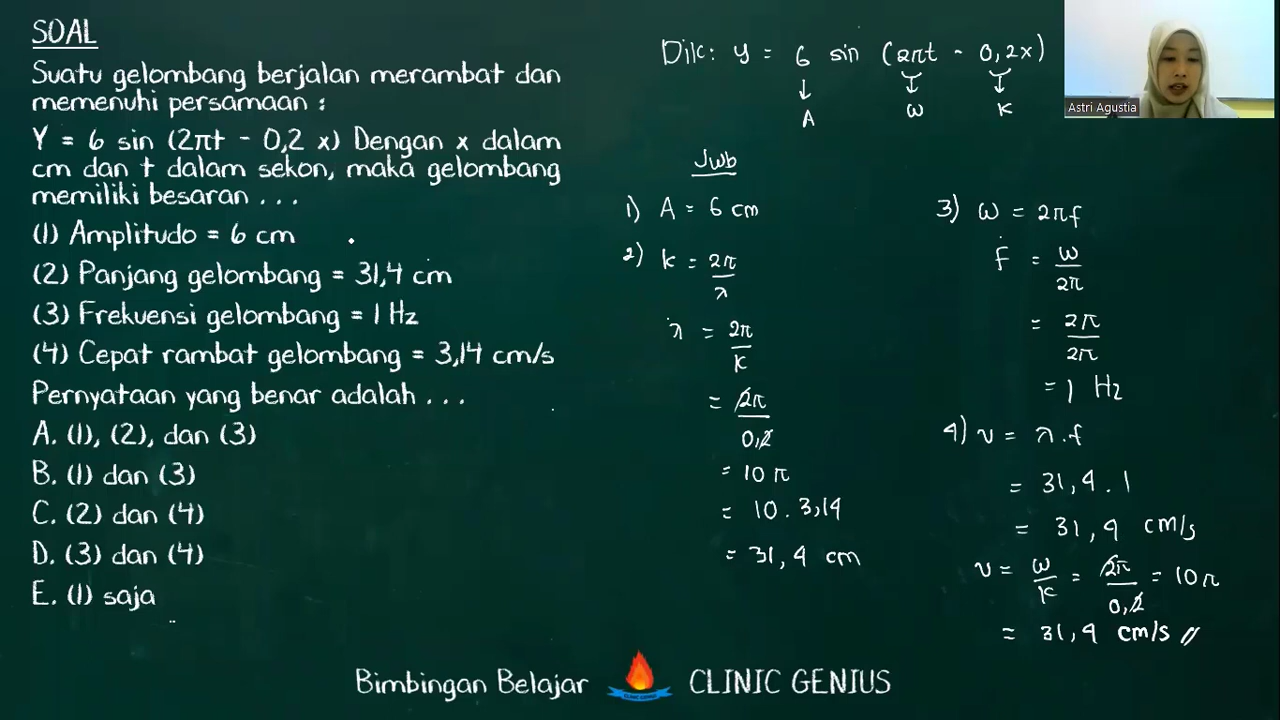 SOAL
Suatu gelombang berjalan merambat dan
memenuhi persamaan :
Y = 6 sin (2πt - 0,2 x) Dengan x dalam
cm dan t dalam sekon, maka gelombang
memiliki besaran . . .
(1) Amplitudo = 6 cm
(2) Panjang gelombang = 31,4 cm
(3) Frekuensi gelombang = 1 Hz
(4) Cepat rambat gelombang = 3,14 cm/s
Pernyataan yang benar adalah . . .
A. (1), (2), dan (3)
B. (1) dan (3)
C. (2) dan (4)
D. (3) dan (4)
E. (1) saja
Dik: y = 6 sin (2πt - 0,2x)
A ω k
Jwb
1) A = 6 cm
2) k = 2π/λ
λ = 2π/k
= 2π/0,2
= 10 π
= 10 . 3,14
= 31,4 cm
3) ω = 2πf
f = ω/2π
= 2π/2π
= 1 Hz
4) v = λ.f
= 31,4 . 1
= 31,4 cm/s
v = ω/k = 2π/0,2 = 10π
= 31,4 cm/s //
Astri Agustia
Bimbingan Belajar CLINIC GENIUS